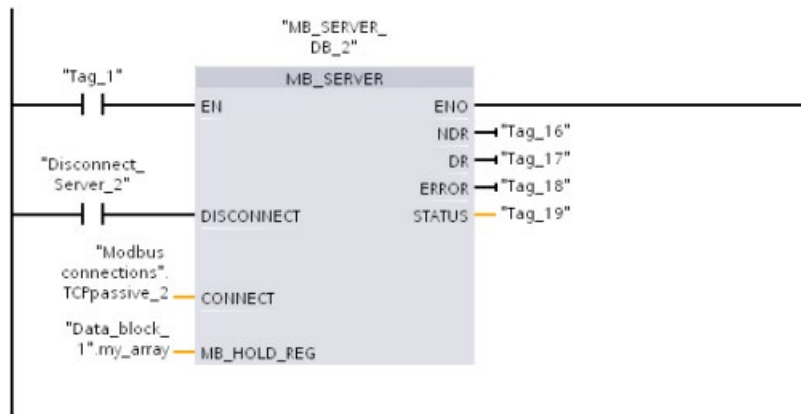 "MB_SERVER_
DB_2"
"Tag_1"
MB_SERVER
EN
ENO
NDR
"Tag_16"
DR
"Tag_17"
"Disconnect_
Server_2"
ERROR
"Tag_18"
DISCONNECT
STATUS
"Tag_19"
"Modbus
connections".
TCPpassive_2
CONNECT
"Data_block_
1".my_array
MB_HOLD_REG